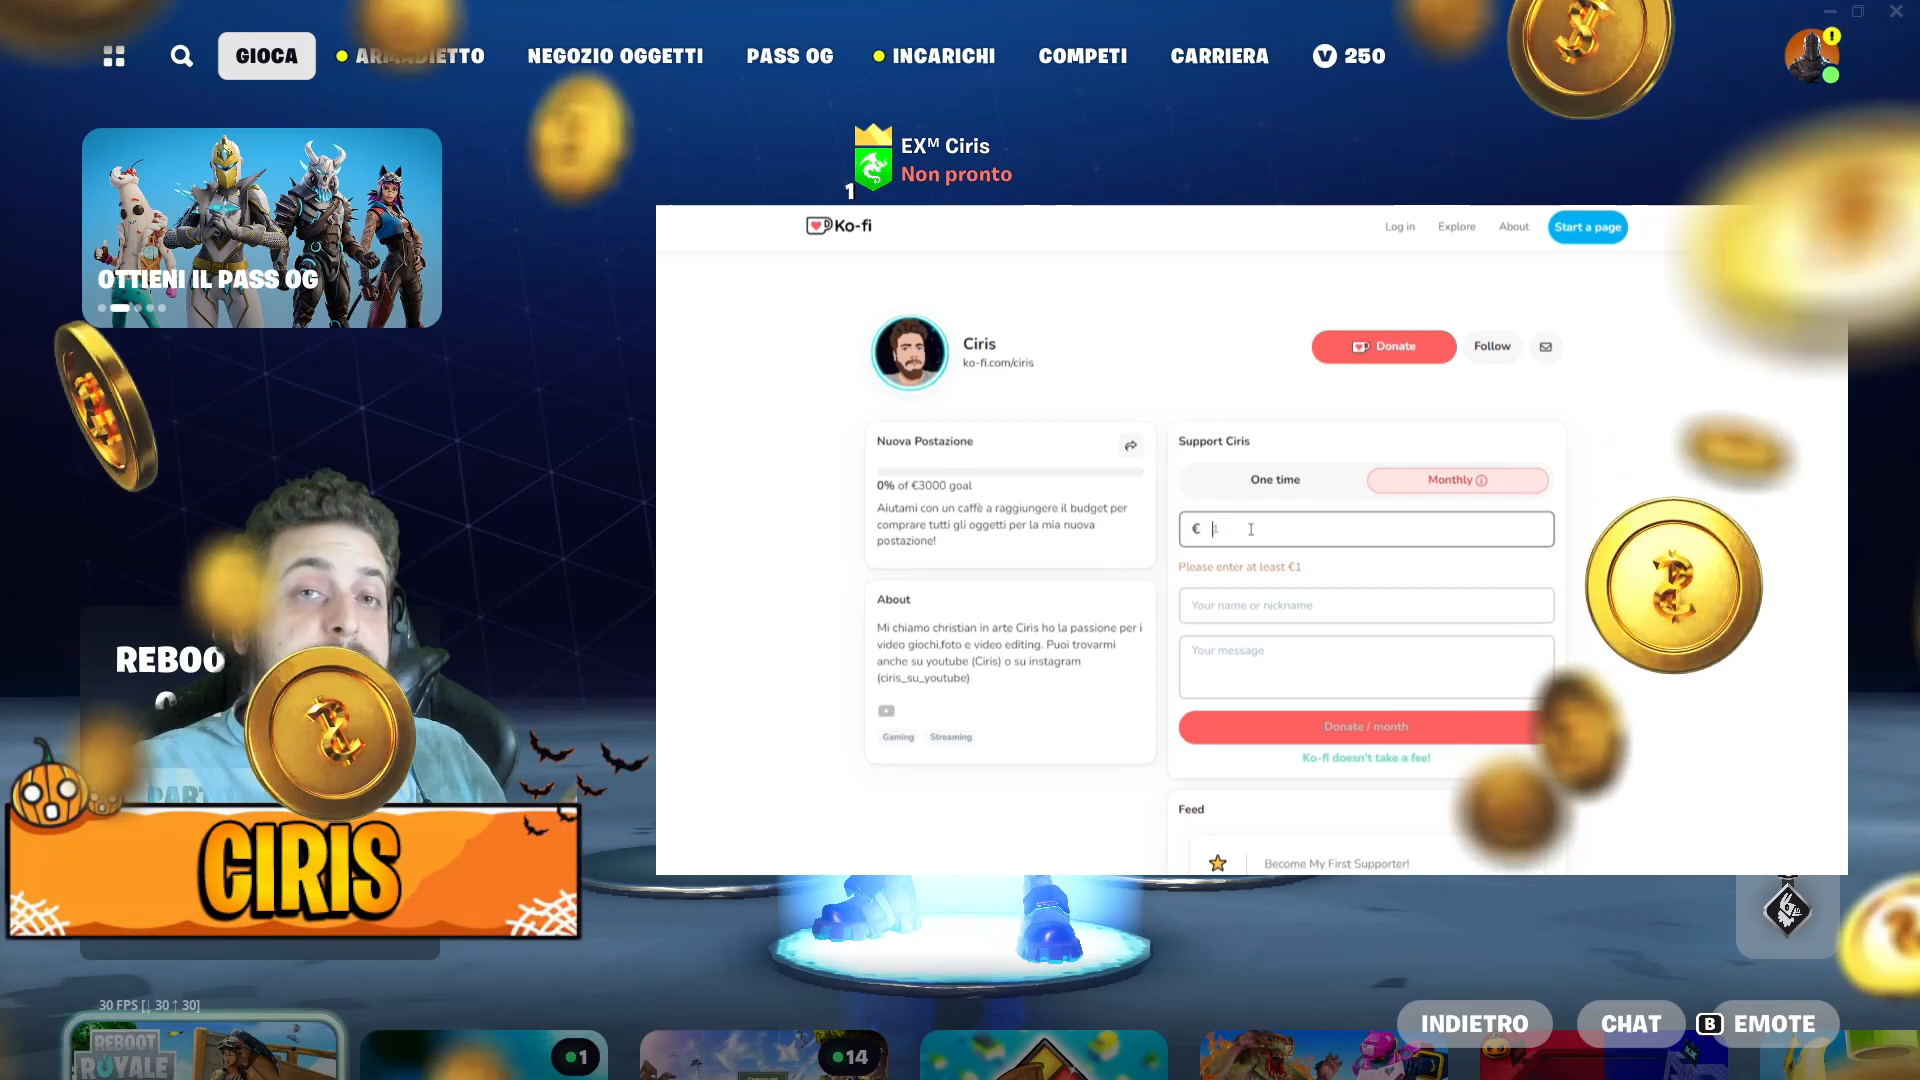 GIOCA
ARMADIETTO
NEGOZIO OGGETTI
PASS OG
INCARICHI
COMPETI
CARRIERA
V 250
!
EXᴹ Ciris
Non pronto
1
OTTIENI IL PASS OG
Ko-fi
Log in
Explore
About
Start a page
Ciris
ko-fi.com/ciris
Donate
Follow
Nuova Postazione
0% of €3000 goal
Aiutami con un caffè a raggiungere il budget per
comprare tutti gli oggetti per la mia nuova
postazione!
About
Mi chiamo christian in arte Ciris ho la passione per i
video giochi,foto e video editing. Puoi trovarmi
anche su youtube (Ciris) o su instagram
(ciris_su_youtube)
Gaming
Streaming
Support Ciris
One time
Monthly
€ 1
Please enter at least €1
Your name or nickname
Your message
Donate / month
Ko-fi doesn't take a fee!
Feed
Become My First Supporter!
CIRIS
30 FPS [↓ 30 ↑ 30]
REBOOT
ROYALE
1
14
INDIETRO
CHAT
B EMOTE